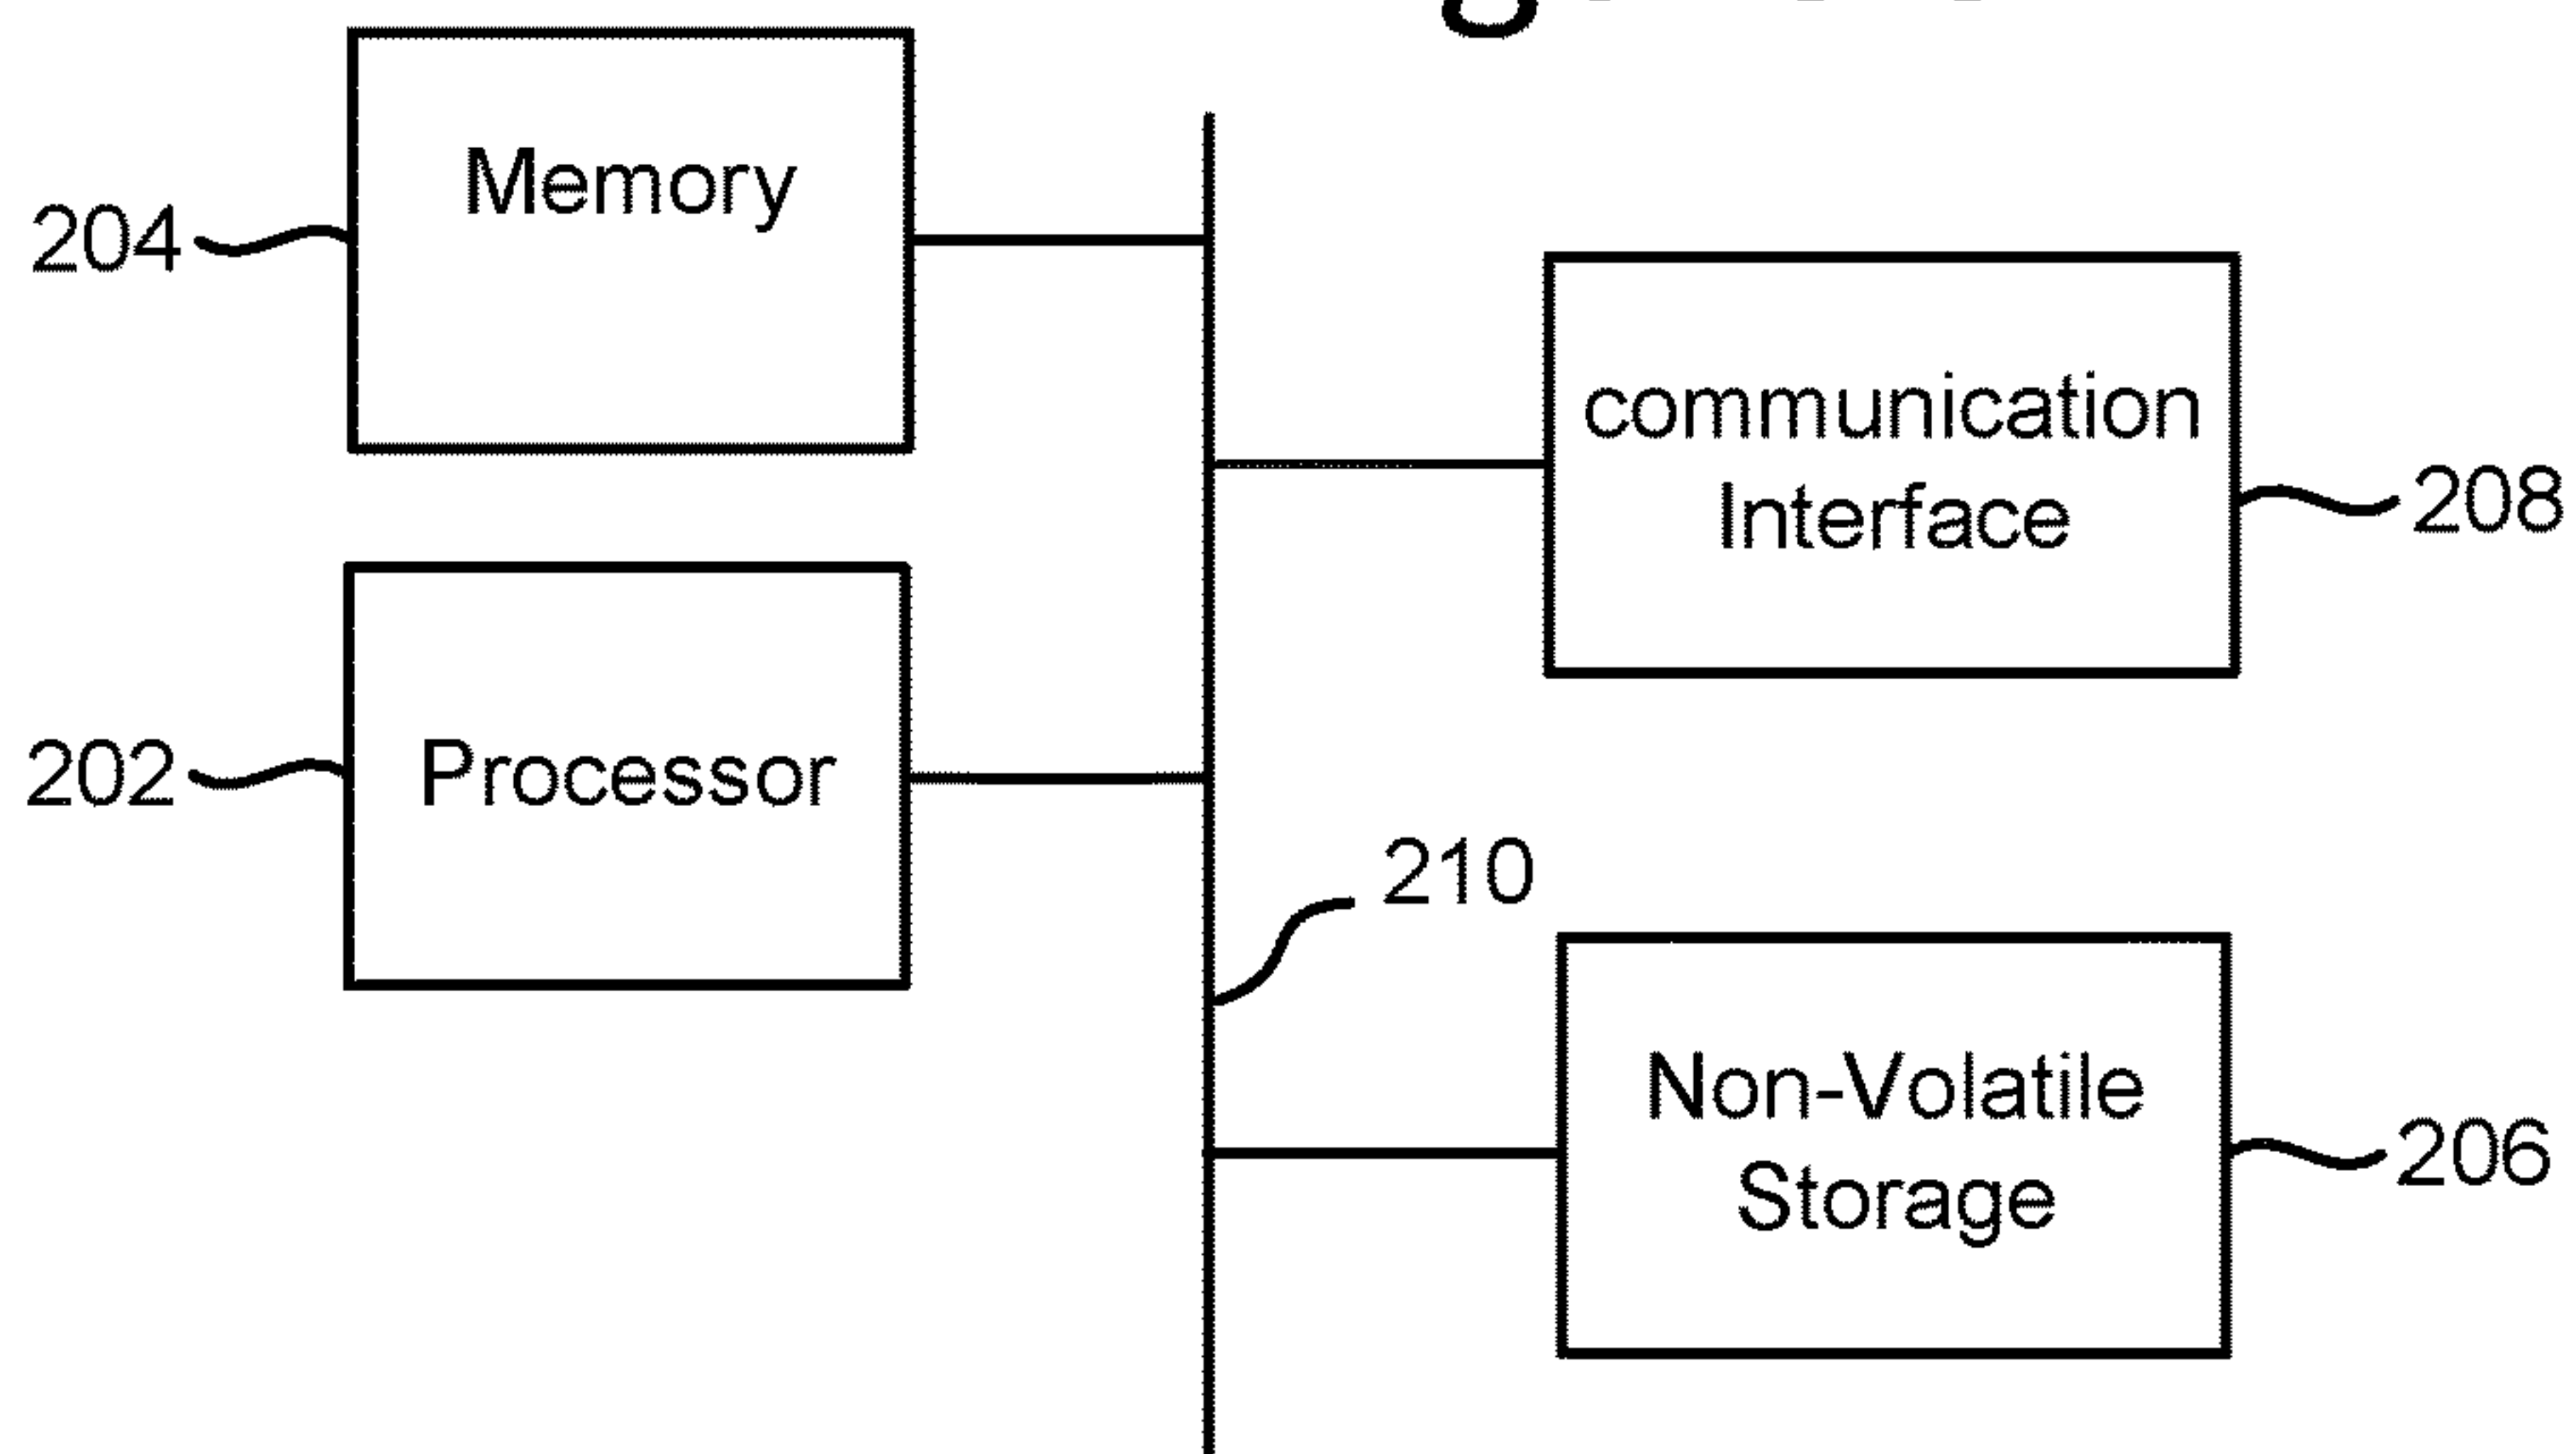 Memory
204
communication
Interface
208
202
Processor
210
Non-Volatile
Storage
206